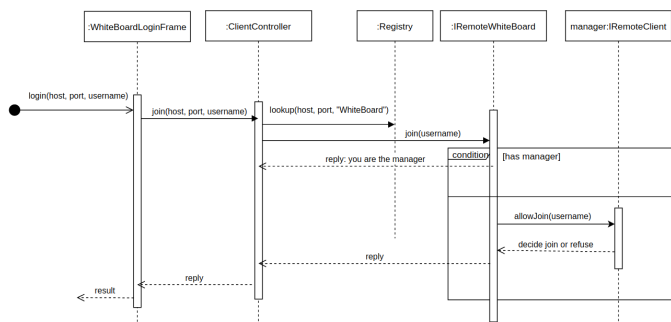 :WhiteBoardLoginFrame
:ClientController
:Registry
:IRemoteWhiteBoard
manager:IRemoteClient
login(host, port, username)
join(host, port, username)
lookup(host, port, "WhiteBoard")
join(username)
condition
[has manager]
reply: you are the manager
allowJoin(username)
decide join or refuse
reply
reply
result